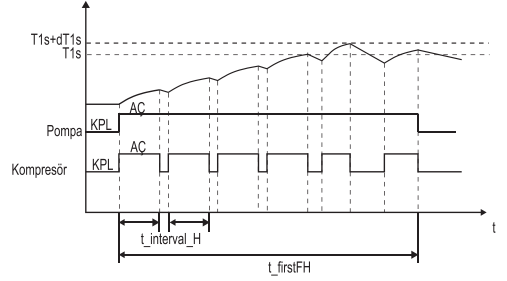 T1s+dT1s
T1s
AÇ
Pompa KPL
AÇ
Kompresör KPL
t
t_interval_H
t_firstFH